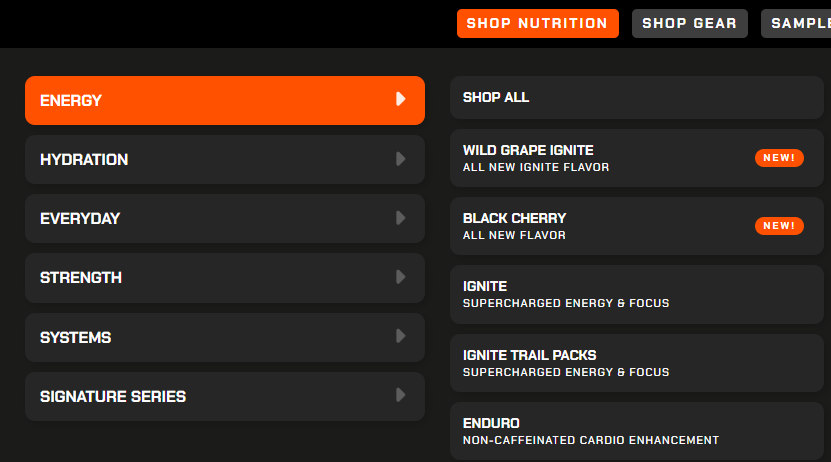 SHOP NUTRITION
SHOP GEAR
SAMPLE
ENERGY
HYDRATION
EVERYDAY
STRENGTH
SYSTEMS
SIGNATURE SERIES
SHOP ALL
WILD GRAPE IGNITE
ALL NEW IGNITE FLAVOR
NEW!
BLACK CHERRY
ALL NEW FLAVOR
NEW!
IGNITE
SUPERCHARGED ENERGY & FOCUS
IGNITE TRAIL PACKS
SUPERCHARGED ENERGY & FOCUS
ENDURO
NON-CAFFEINATED CARDIO ENHANCEMENT